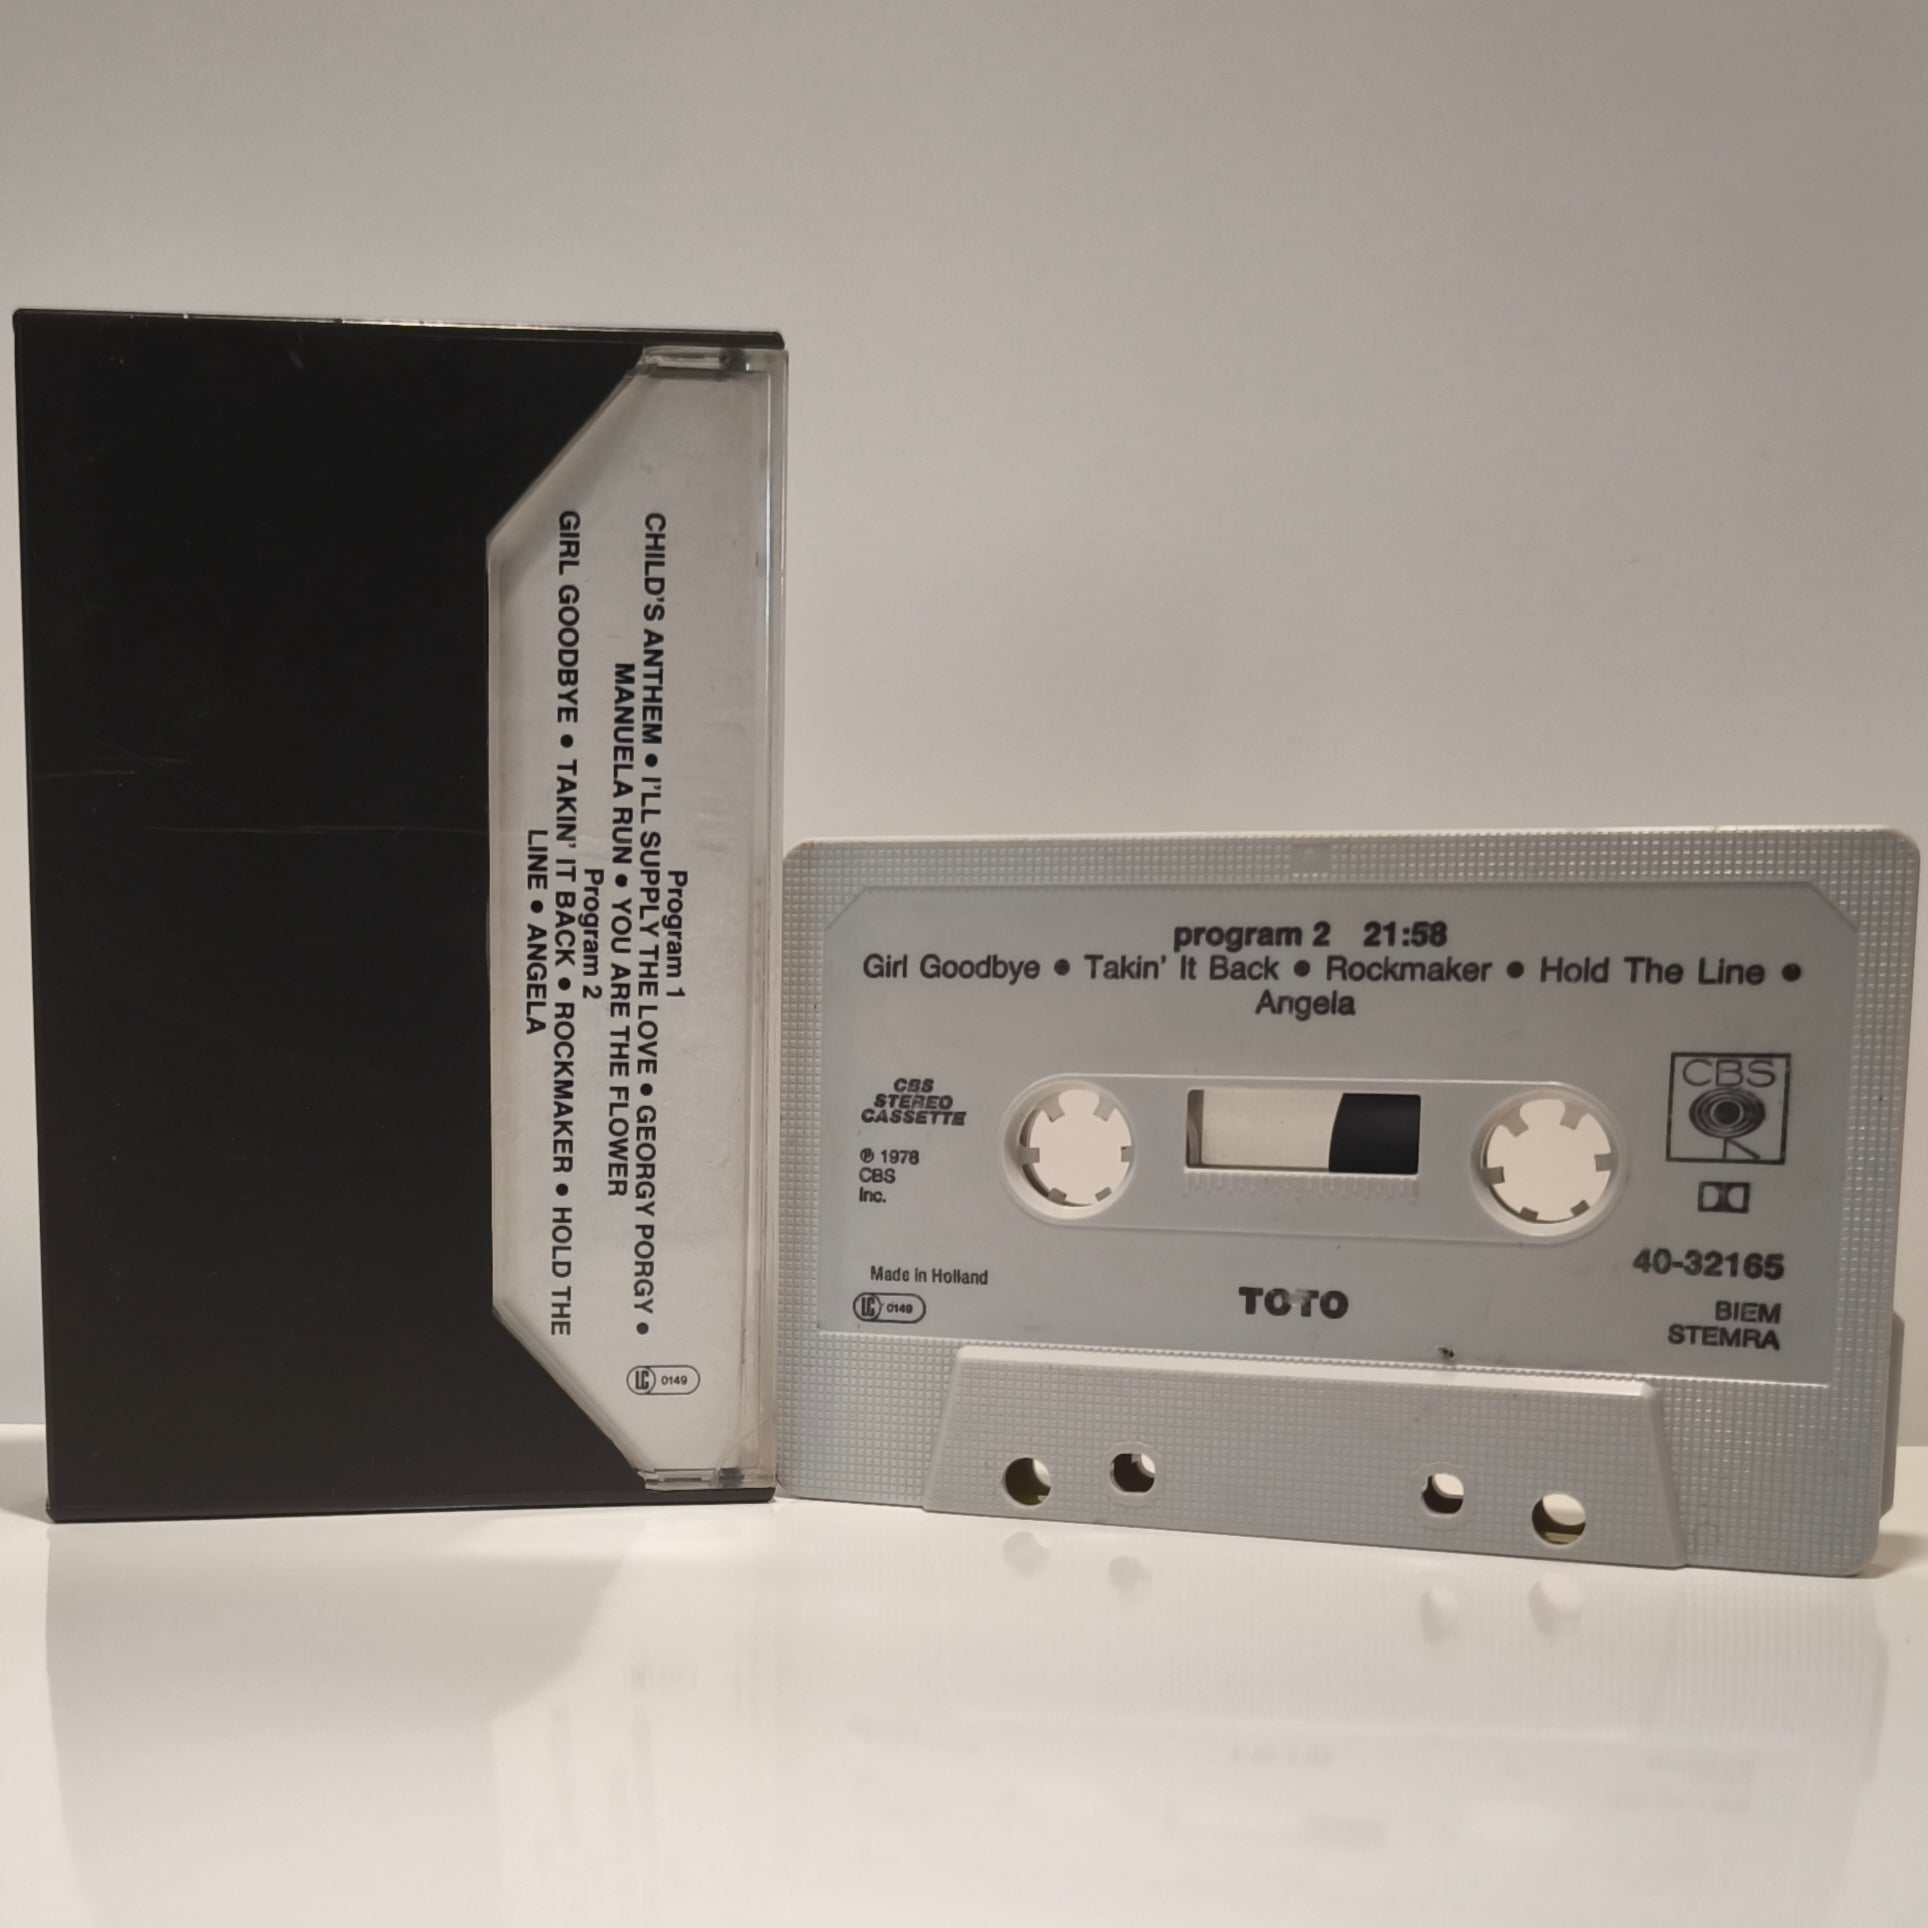 Program 1
CHILD'S ANTHEM • I'LL SUPPLY THE LOVE • GEORGY PORGY •
MANUELA RUN • YOU ARE THE FLOWER
Program 2
GIRL GOODBYE • TAKIN' IT BACK • ROCKMAKER • HOLD THE
LINE • ANGELA
LC 0149
program 2 21:58
Girl Goodbye • Takin' It Back • Rockmaker • Hold The Line •
Angela
CBS
STEREO
CASSETTE
℗ 1978
CBS
Inc.
Made in Holland
LC 0149
TOTO
CBS
40-32165
BIEM
STEMRA